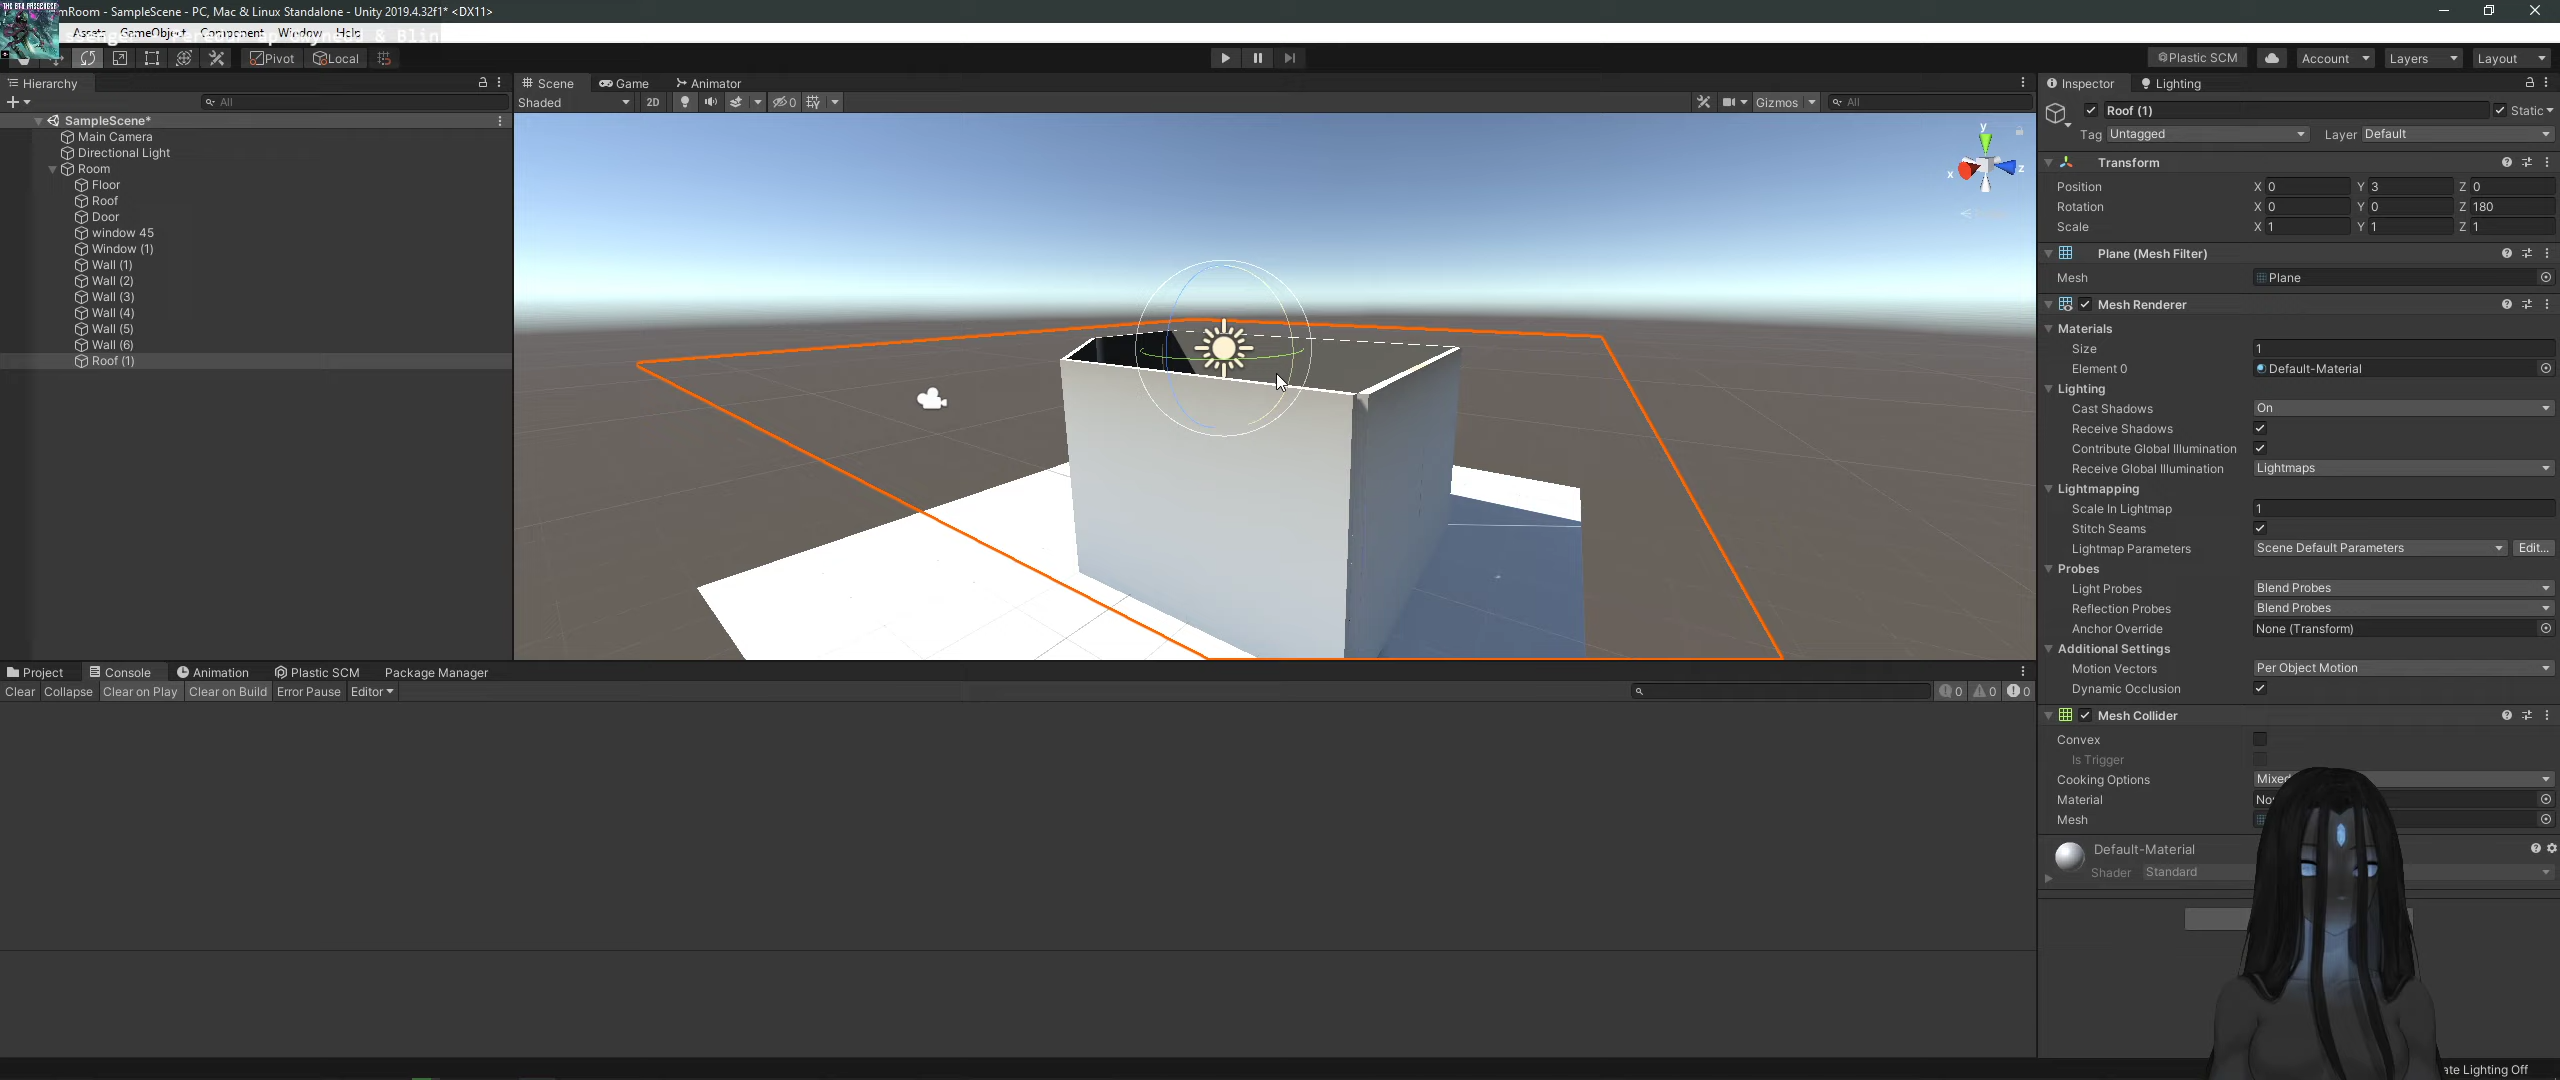 THE 8TH PASSENGER
mRoom - SampleScene - PC, Mac & Linux Standalone - Unity 2019.4.32f1* <DX11>
Assets GameObject Component Window Help
Pivot Local
Plastic SCM Account Layers Layout
Hierarchy
All
SampleScene*
Main Camera
Directional Light
Room
Floor
Roof
Door
window 45
Window (1)
Wall (1)
Wall (2)
Wall (3)
Wall (4)
Wall (5)
Wall (6)
Roof (1)
Scene Game Animator
Shaded 2D 0 Gizmos All
y
x z
Inspector Lighting
Roof (1) Static
Tag Untagged Layer Default
Transform
Position X 0 Y 3 Z 0
Rotation X 0 Y 0 Z 180
Scale X 1 Y 1 Z 1
Plane (Mesh Filter)
Mesh Plane
Mesh Renderer
Materials
Size 1
Element 0 Default-Material
Lighting
Cast Shadows On
Receive Shadows
Contribute Global Illumination
Receive Global Illumination Lightmaps
Lightmapping
Scale In Lightmap 1
Stitch Seams
Lightmap Parameters Scene Default Parameters Edit...
Probes
Light Probes Blend Probes
Reflection Probes Blend Probes
Anchor Override None (Transform)
Additional Settings
Motion Vectors Per Object Motion
Dynamic Occlusion
Mesh Collider
Convex
Is Trigger
Cooking Options Mixed
Material
Mesh
Default-Material
Shader Standard
Project Console Animation Plastic SCM Package Manager
Clear Collapse Clear on Play Clear on Build Error Pause Editor
0 0 0
ate Lighting Off